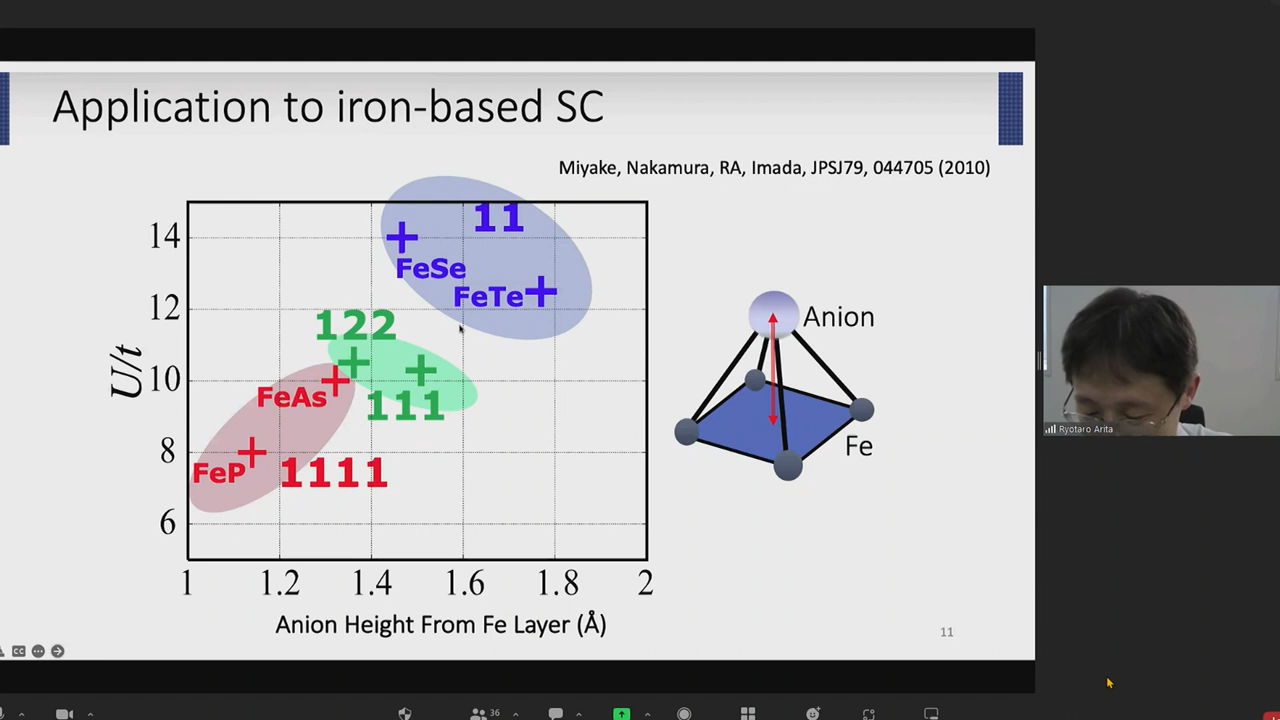 Application to iron-based SC
Miyake, Nakamura, RA, Imada, JPSJ79, 044705 (2010)
14
12
10
8
6
U/t
11
FeSe
FeTe
122
FeAs
111
FeP
1111
1
1.2
1.4
1.6
1.8
2
Anion Height From Fe Layer (Å)
Anion
Fe
11
Ryotaro Arita
CC
36